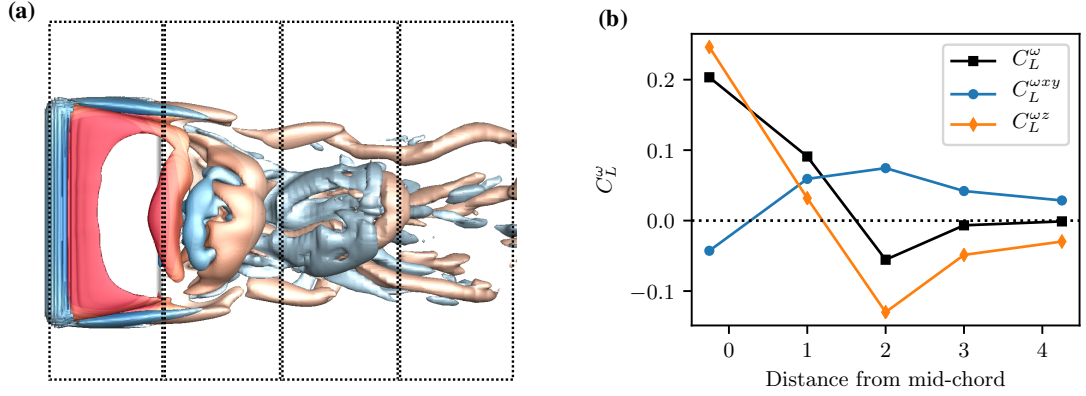 (a)
(b)
C_L^ω
C_L^{ωxy}
C_L^{ωz}
C_L^ω
0.2
0.1
0.0
−0.1
0 1 2 3 4
Distance from mid-chord